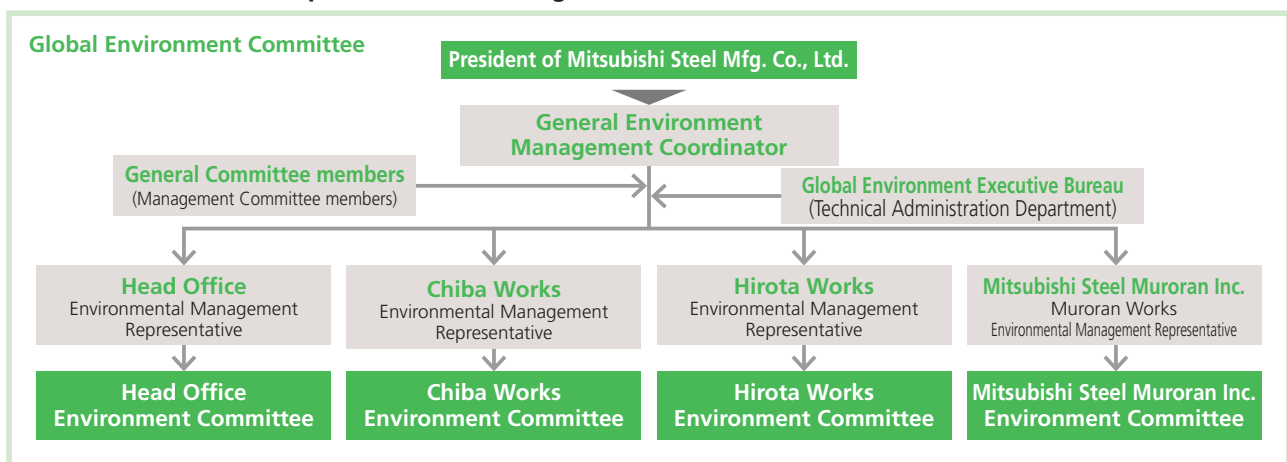 Global Environment Committee
President of Mitsubishi Steel Mfg. Co., Ltd.
General Environment
Management Coordinator
General Committee members
(Management Committee members)
Global Environment Executive Bureau
(Technical Administration Department)
Head Office
Environmental Management
Representative
Chiba Works
Environmental Management
Representative
Hirota Works
Environmental Management
Representative
Mitsubishi Steel Muroran Inc.
Muroran Works
Environmental Management Representative
Head Office
Environment Committee
Chiba Works
Environment Committee
Hirota Works
Environment Committee
Mitsubishi Steel Muroran Inc.
Environment Committee